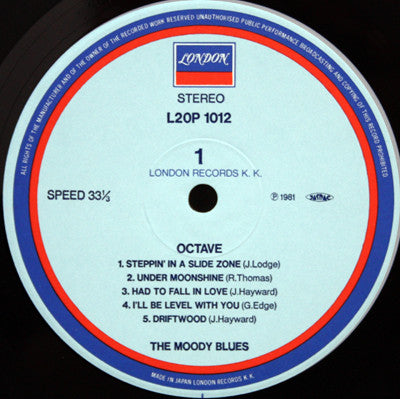 ALL RIGHTS OF THE MANUFACTURER AND OF THE OWNER OF THE RECORDED WORK RESERVED UNAUTHORISED PUBLIC PERFORMANCE BROADCASTING AND COPYING OF THIS RECORD PROHIBITED
LONDON
STEREO
L20P 1012
1
LONDON RECORDS K. K.
SPEED 33⅓
Ⓟ 1981
OCTAVE
1. STEPPIN' IN A SLIDE ZONE (J.Lodge)
2. UNDER MOONSHINE (R.Thomas)
3. HAD TO FALL IN LOVE (J.Hayward)
4. I'LL BE LEVEL WITH YOU (G.Edge)
5. DRIFTWOOD (J.Hayward)
THE MOODY BLUES
MADE IN JAPAN LONDON RECORDS K. K.